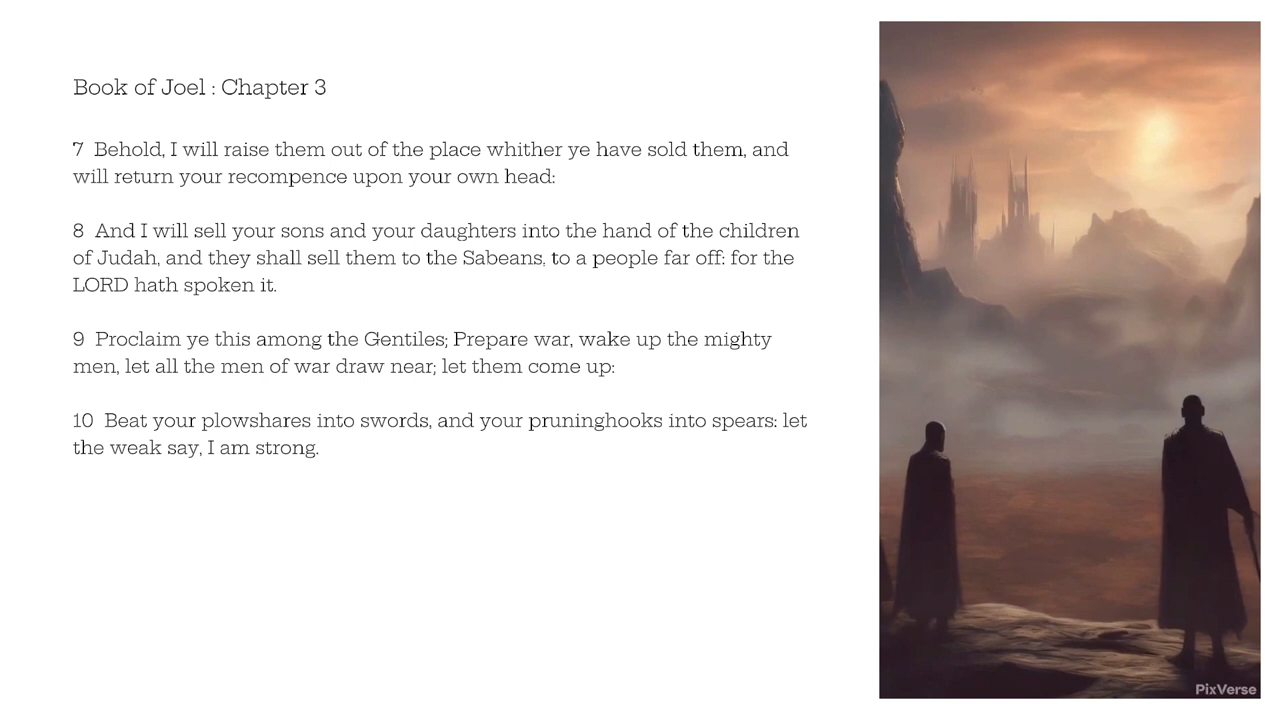 Book of Joel : Chapter 3
7 Behold, I will raise them out of the place whither ye have sold them, and
will return your recompence upon your own head:
8 And I will sell your sons and your daughters into the hand of the children
of Judah, and they shall sell them to the Sabeans, to a people far off: for the
LORD hath spoken it.
9 Proclaim ye this among the Gentiles; Prepare war, wake up the mighty
men, let all the men of war draw near; let them come up:
10 Beat your plowshares into swords, and your pruninghooks into spears: let
the weak say, I am strong.
PixVerse